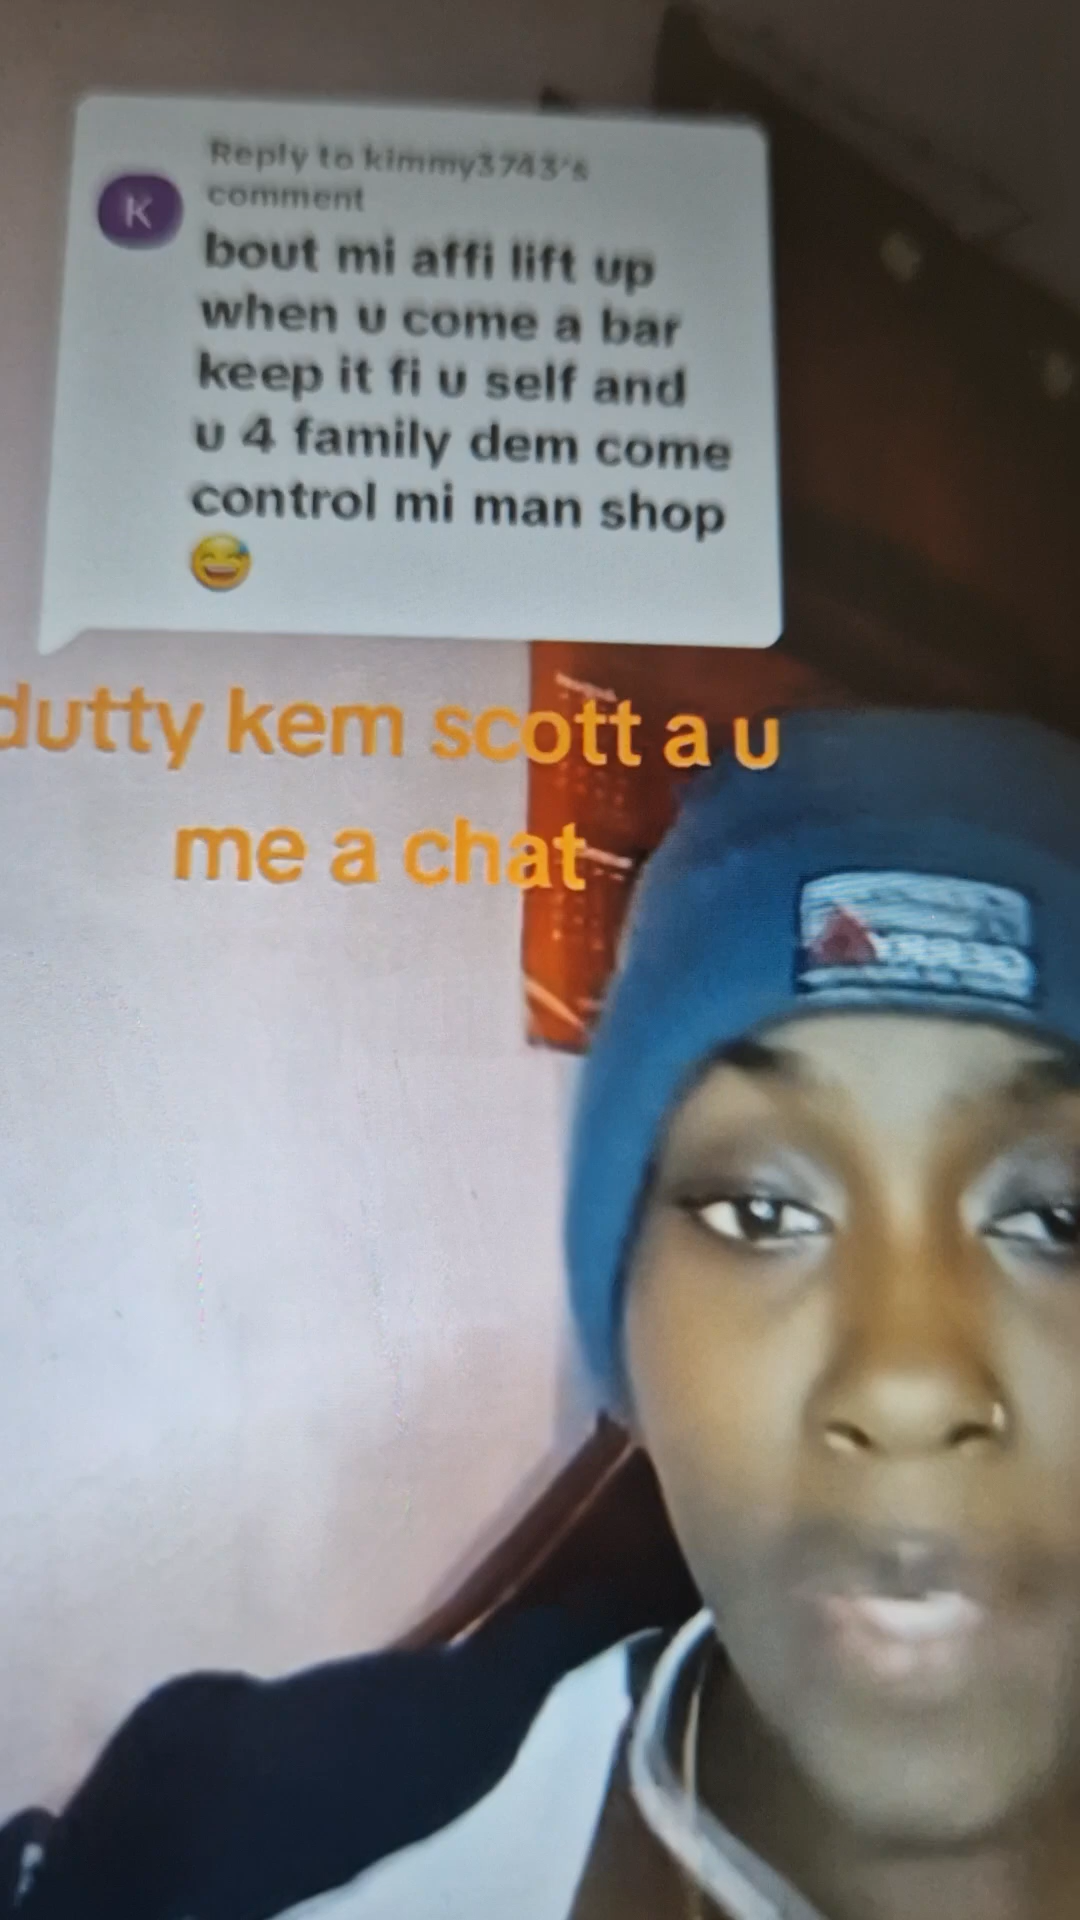 Reply to kimmy3743's
comment
K
bout mi affi lift up
when u come a bar
keep it fi u self and
u 4 family dem come
control mi man shop
😅
dutty kem scott a u
me a chat